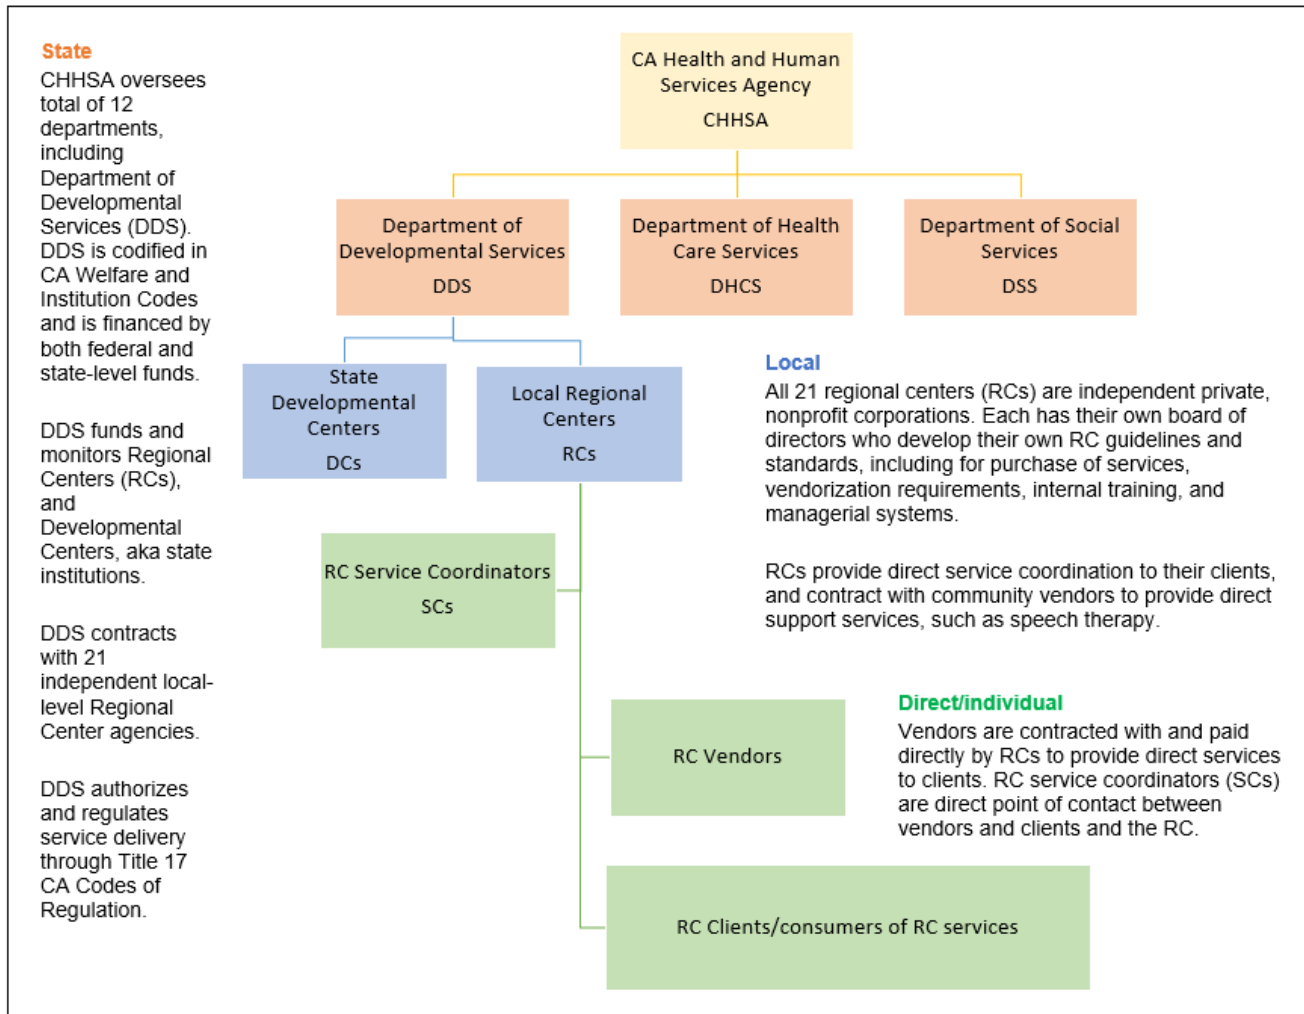 State
CHHSA oversees
total of 12
departments,
including
Department of
Developmental
Services (DDS).
DDS is codified in
CA Welfare and
Institution Codes
and is financed by
both federal and
state-level funds.
DDS funds and
monitors Regional
Centers (RCs),
and
Developmental
Centers, aka state
institutions.
DDS contracts
with 21
independent local-
level Regional
Center agencies.
DDS authorizes
and regulates
service delivery
through Title 17
CA Codes of
Regulation.
CA Health and Human
Services Agency
CHHSA
Department of
Developmental Services
DDS
Department of Health
Care Services
DHCS
Department of Social
Services
DSS
State
Developmental
Centers
DCs
Local Regional
Centers
RCs
Local
All 21 regional centers (RCs) are independent private,
nonprofit corporations. Each has their own board of
directors who develop their own RC guidelines and
standards, including for purchase of services,
vendorization requirements, internal training, and
managerial systems.
RCs provide direct service coordination to their clients,
and contract with community vendors to provide direct
support services, such as speech therapy.
RC Service Coordinators
SCs
RC Vendors
Direct/individual
Vendors are contracted with and paid
directly by RCs to provide direct services
to clients. RC service coordinators (SCs)
are direct point of contact between
vendors and clients and the RC.
RC Clients/consumers of RC services